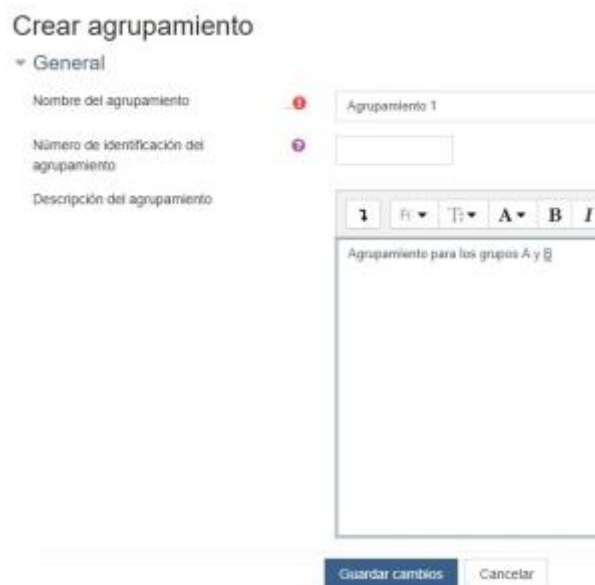 Crear agrupamiento
General
Nombre del agrupamiento
Agrupamiento 1
Número de identificación del
agrupamiento
Descripción del agrupamiento
A B I
Agrupamiento para los grupos A y B
Guardar cambios Cancelar